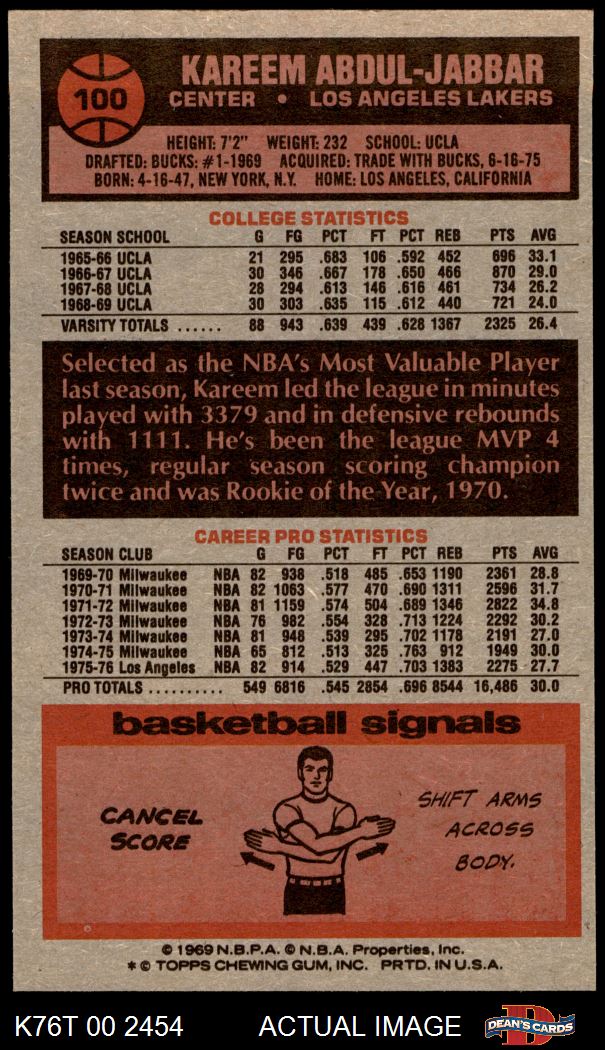 100
KAREEM ABDUL-JABBAR
CENTER • LOS ANGELES LAKERS
HEIGHT: 7'2" WEIGHT: 232 SCHOOL: UCLA
DRAFTED: BUCKS: #1-1969 ACQUIRED: TRADE WITH BUCKS, 6-16-75
BORN: 4-16-47, NEW YORK, N.Y. HOME: LOS ANGELES, CALIFORNIA
COLLEGE STATISTICS
SEASON SCHOOL G FG PCT FT PCT REB PTS AVG
1965-66 UCLA 21 295 .683 106 .592 452 696 33.1
1966-67 UCLA 30 346 .667 178 .650 466 870 29.0
1967-68 UCLA 28 294 .613 146 .616 461 734 26.2
1968-69 UCLA 30 303 .635 115 .612 440 721 24.0
VARSITY TOTALS ...... 88 943 .639 439 .628 1367 2325 26.4
Selected as the NBA's Most Valuable Player
last season, Kareem led the league in minutes
played with 3379 and in defensive rebounds
with 1111. He's been the league MVP 4
times, regular season scoring champion
twice and was Rookie of the Year, 1970.
CAREER PRO STATISTICS
SEASON CLUB G FG PCT FT PCT REB PTS AVG
1969-70 Milwaukee NBA 82 938 .518 485 .653 1190 2361 28.8
1970-71 Milwaukee NBA 82 1063 .577 470 .690 1311 2596 31.7
1971-72 Milwaukee NBA 81 1159 .574 504 .689 1346 2822 34.8
1972-73 Milwaukee NBA 76 982 .554 328 .713 1224 2292 30.2
1973-74 Milwaukee NBA 81 948 .539 295 .702 1178 2191 27.0
1974-75 Milwaukee NBA 65 812 .513 325 .763 912 1949 30.0
1975-76 Los Angeles NBA 82 914 .529 447 .703 1383 2275 27.7
PRO TOTALS .......... 549 6816 .545 2854 .696 8544 16,486 30.0
basketball signals
CANCEL
SCORE
SHIFT ARMS
ACROSS
BODY.
© 1969 N.B.P.A. © N.B.A. Properties, Inc.
* © TOPPS CHEWING GUM, INC. PRTD. IN U.S.A.
K76T 00 2454 ACTUAL IMAGE
D
DEAN'S CARDS